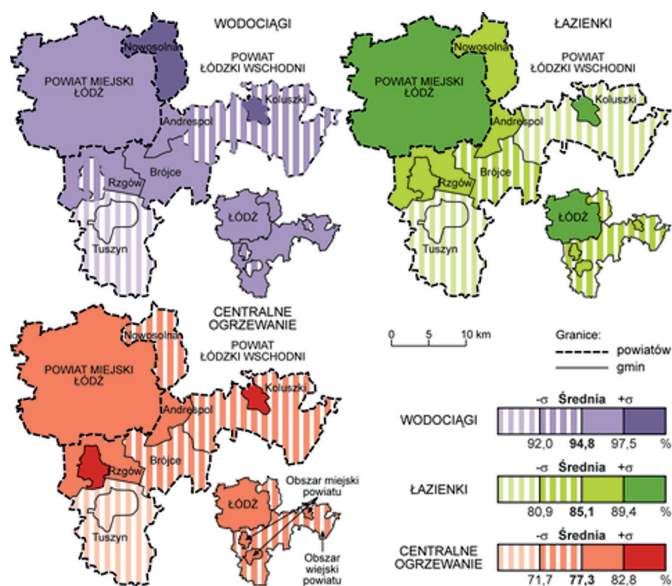 WODOCIĄGI
Nowosolna
POWIAT
ŁÓDZKI WSCHODNI
POWIAT MIEJSKI
ŁÓDŹ
Koluszki
Andrespol
Brójce
Rzgów
Tuszyn
ŁÓDŹ
ŁAZIENKI
Nowosolna
POWIAT
ŁÓDZKI WSCHODNI
POWIAT MIEJSKI
ŁÓDŹ
Koluszki
Andrespol
Brójce
Rzgów
Tuszyn
ŁÓDŹ
CENTRALNE
OGRZEWANIE
Nowosolna
POWIAT
ŁÓDZKI WSCHODNI
POWIAT MIEJSKI
ŁÓDŹ
Koluszki
Andrespol
Brójce
Rzgów
Tuszyn
ŁÓDŹ
Obszar miejski
powiatu
Obszar
wiejski
powiatu
0 5 10 km
Granice:
powiatów
gmin
-σ Średnia +σ
WODOCIĄGI
92,0 94,8 97,5 %
-σ Średnia +σ
ŁAZIENKI
80,9 85,1 89,4 %
-σ Średnia +σ
CENTRALNE
OGRZEWANIE
71,7 77,3 82,8 %